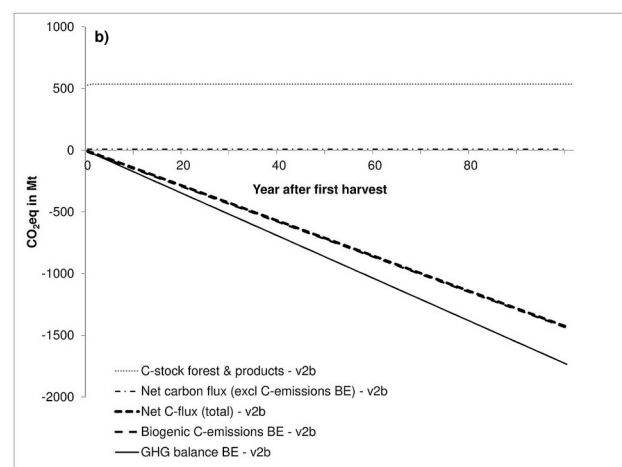 b)
1000
500
0
-500
-1000
-1500
-2000
CO₂eq in Mt
0 20 40 60 80
Year after first harvest
C-stock forest & products - v2b
Net carbon flux (excl C-emissions BE) - v2b
Net C-flux (total) - v2b
Biogenic C-emissions BE - v2b
GHG balance BE - v2b